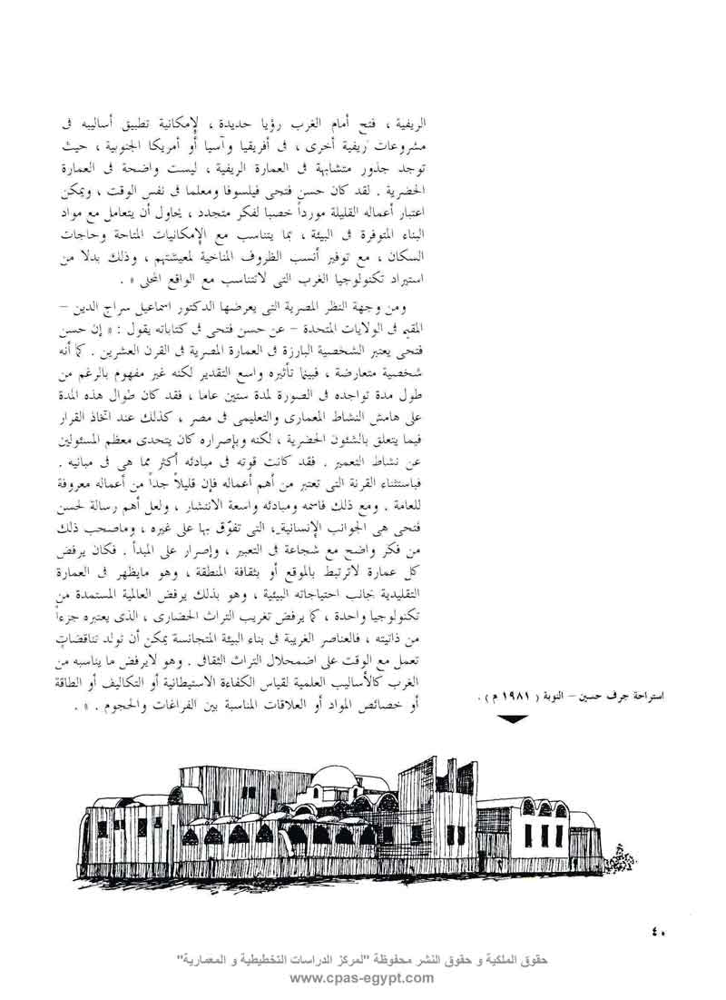 الريفية ، فتح أمام الغرب رؤيا جديدة ، لإمكانية تطبيق أساليبه فى
مشروعات ريفية أخرى ، فى أفريقيا وآسيا أو أمريكا الجنوبية ، حيث
توجد جذور متشابهة فى العمارة الريفية ، ليست واضحة فى العمارة
الحضرية . لقد كان حسن فتحى فيلسوفا ومعلما فى نفس الوقت ، ويمكن
اعتبار أعماله القليلة مورداً خصبا لفكر متجدد ، يحاول أن يتعامل مع مواد
البناء المتوفرة فى البيئة ، بما يتناسب مع الإمكانيات المتاحة وحاجات
السكان ، مع توفير أنسب الظروف المناخية لمعيشتهم ، وذلك بدلا من
استيراد تكنولوجيا الغرب التى لاتتناسب مع الواقع المحلى » .
ومن وجهة النظر المصرية التى يعرضها الدكتور اسماعيل سراج الدين –
المقيم فى الولايات المتحدة – عن حسن فتحى فى كتاباته يقول : « إن حسن
فتحى يعتبر الشخصية البارزة فى العمارة المصرية فى القرن العشرين . كما أنه
شخصية متعارضة ، فبينما تأثيره واسع التقدير لكنه غير مفهوم بالرغم من
طول مدة تواجده فى الصورة لمدة ستين عاما ، فقد كان طوال هذه المدة
على هامش النشاط المعمارى والتعليمى فى مصر ، كذلك عند اتخاذ القرار
فيما يتعلق بالشئون الحضرية ، لكنه وبإصراره كان يتحدى معظم المسئولين
عن نشاط التعمير . فقد كانت قوته فى مبادئه أكثر مما هى فى مبانيه .
فباستثناء القرنة التى تعتبر من أهم أعماله فإن قليلاً جداً من أعماله معروفة
للعامة . ومع ذلك فاسمه ومبادئه واسعة الانتشار ، ولعل أهم رسالة لحسن
فتحى هى الجوانب الإنسانية ، التى تفوّق بها على غيره ، وماصحب ذلك
من فكر واضح مع شجاعة فى التعبير ، وإصرار على المبدأ . فكان يرفض
كل عمارة لاترتبط بالموقع أو بثقافة المنطقة ، وهو مايظهر فى العمارة
التقليدية بجانب احتياجاته البيئية ، وهو بذلك يرفض العالمية المستمدة من
تكنولوجيا واحدة ، كما يرفض تغريب التراث الحضارى ، الذى يعتبره جزءاً
من ذاتيته ، فالعناصر الغريبة فى بناء البيئة المتجانسة يمكن أن تولد تناقضات
تعمل مع الوقت على اضمحلال التراث الثقافى . وهو لايرفض ما يناسبه من
الغرب كالأساليب العلمية لقياس الكفاءة الاستيطانية أو التكاليف أو الطاقة
أو خصائص المواد أو العلاقات المناسبة بين الفراغات والحجوم . » .
استراحة جرف حسين – النوبة ( ١٩٨١ م ) .
٤٠
حقوق الملكية و حقوق النشر محفوظة "لمركز الدراسات التخطيطية و المعمارية"
www.cpas-egypt.com